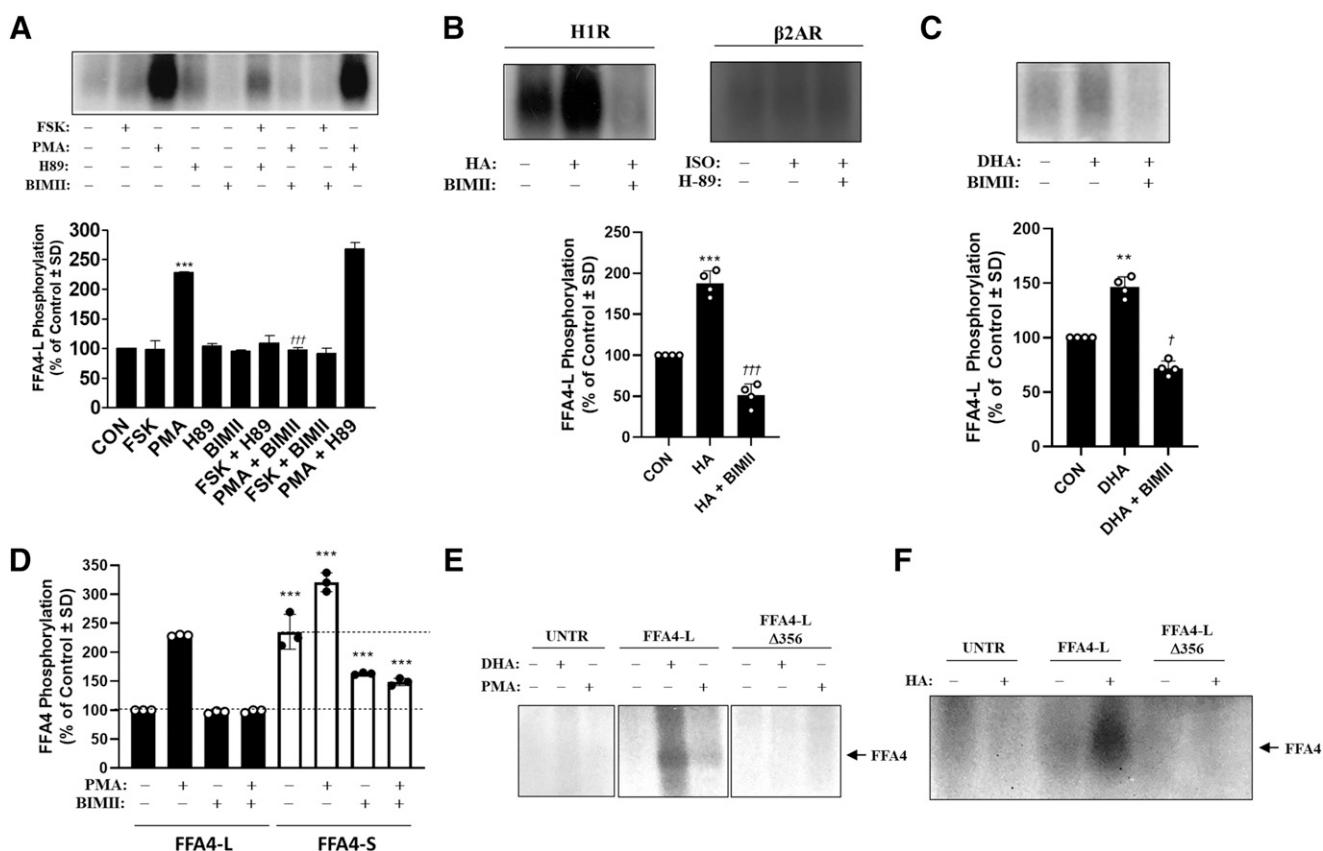 A
FSK: – + – – – + – + –
PMA: – – + – – – + – +
H89: – – – + – + – – +
BIMII: – – – – + – + + –
FFA4-L Phosphorylation
(% of Control ± SD)
300
250
200
150
100
50
0
***
†††
CON
FSK
PMA
H89
BIMII
FSK + H89
PMA + BIMII
FSK + BIMII
PMA + H89
B
H1R
β2AR
HA: – + +
BIMII: – – +
ISO: – + +
H-89: – – +
FFA4-L Phosphorylation
(% of Control ± SD)
250
200
150
100
50
0
***
†††
CON
HA
HA + BIMII
C
DHA: – + +
BIMII: – – +
FFA4-L Phosphorylation
(% of Control ± SD)
200
150
100
50
0
**
†
CON
DHA
DHA + BIMII
D
FFA4 Phosphorylation
(% of Control ± SD)
350
300
250
200
150
100
50
0
***
***
***
***
PMA: – + – + – + – +
BIMII: – – + + – – + +
FFA4-L
FFA4-S
E
UNTR
FFA4-L
FFA4-L
Δ356
DHA: – + – – + – – + –
PMA: – – + – – + – – +
FFA4
F
UNTR
FFA4-L
FFA4-L
Δ356
HA: – + – + – +
FFA4